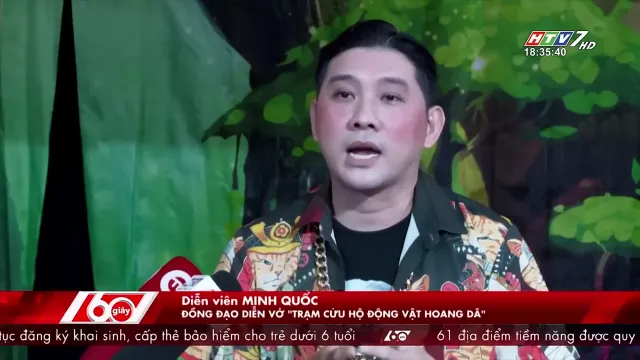 HTV7 HD
18:35:40
Diễn viên MINH QUỐC
60 giây
ĐỒNG ĐẠO DIỄN VỞ "TRẠM CỨU HỘ ĐỘNG VẬT HOANG DÃ"
tục đăng ký khai sinh, cấp thẻ bảo hiểm cho trẻ dưới 6 tuổi 60 giây 61 địa điểm tiềm năng được quy